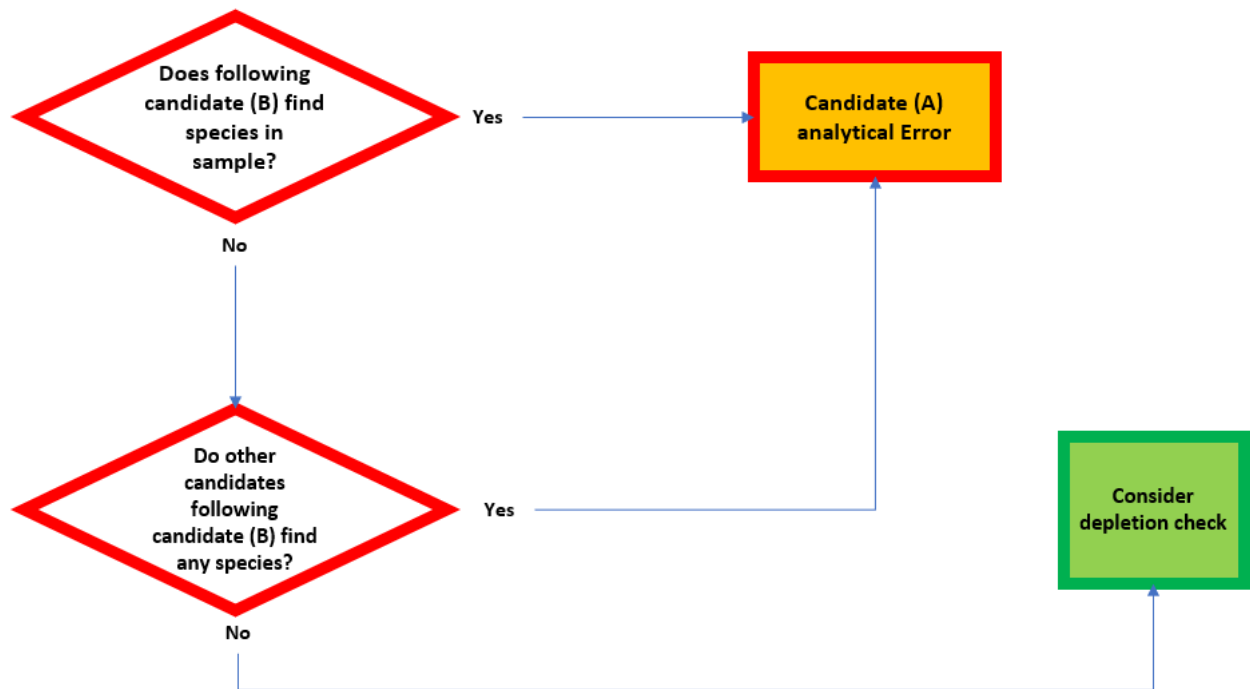 Does following
candidate (B) find
species in
sample?
Yes
Candidate (A)
analytical Error
No
Do other
candidates
following
candidate (B) find
any species?
Yes
Consider
depletion check
No